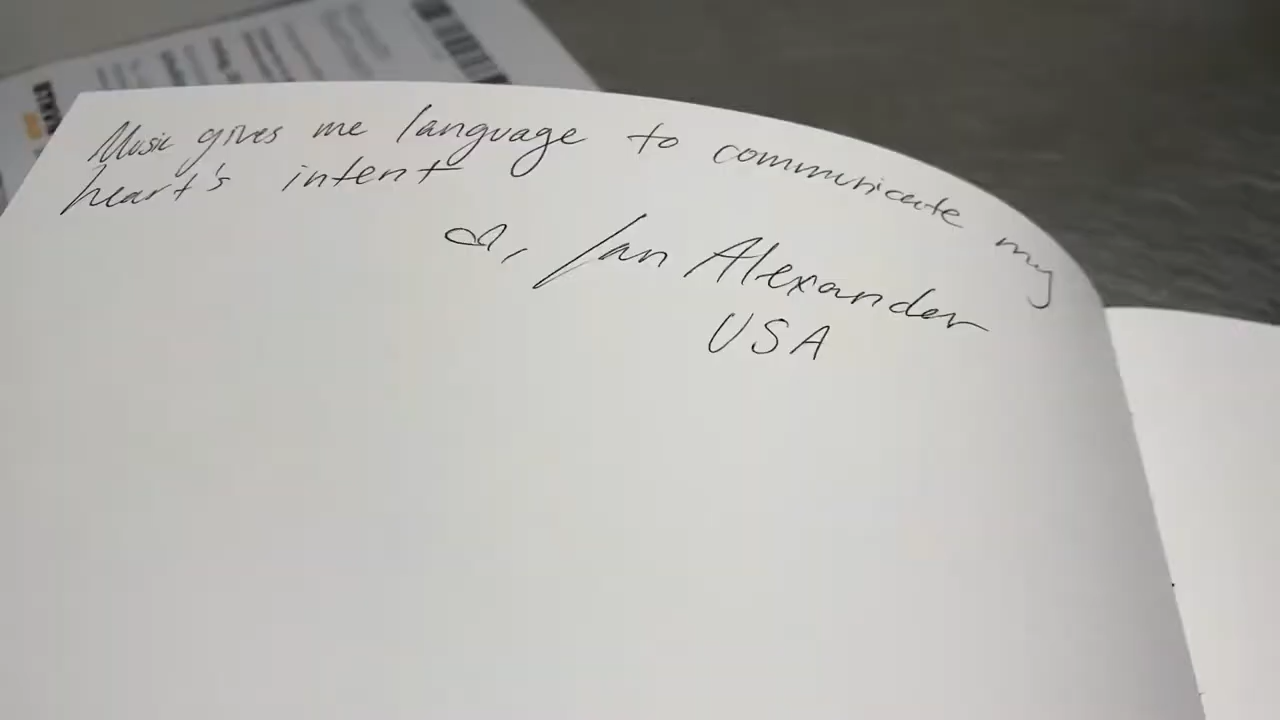 Music gives me language to communicate my
heart's intent
♡, Ian Alexander
USA